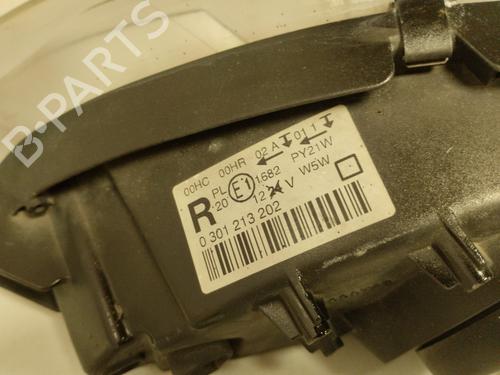 B-PARTS
00HC 00HR 02 A 01 1
PL E1 1682 PY21W
R 20 12 V W5W
0 301 213 202